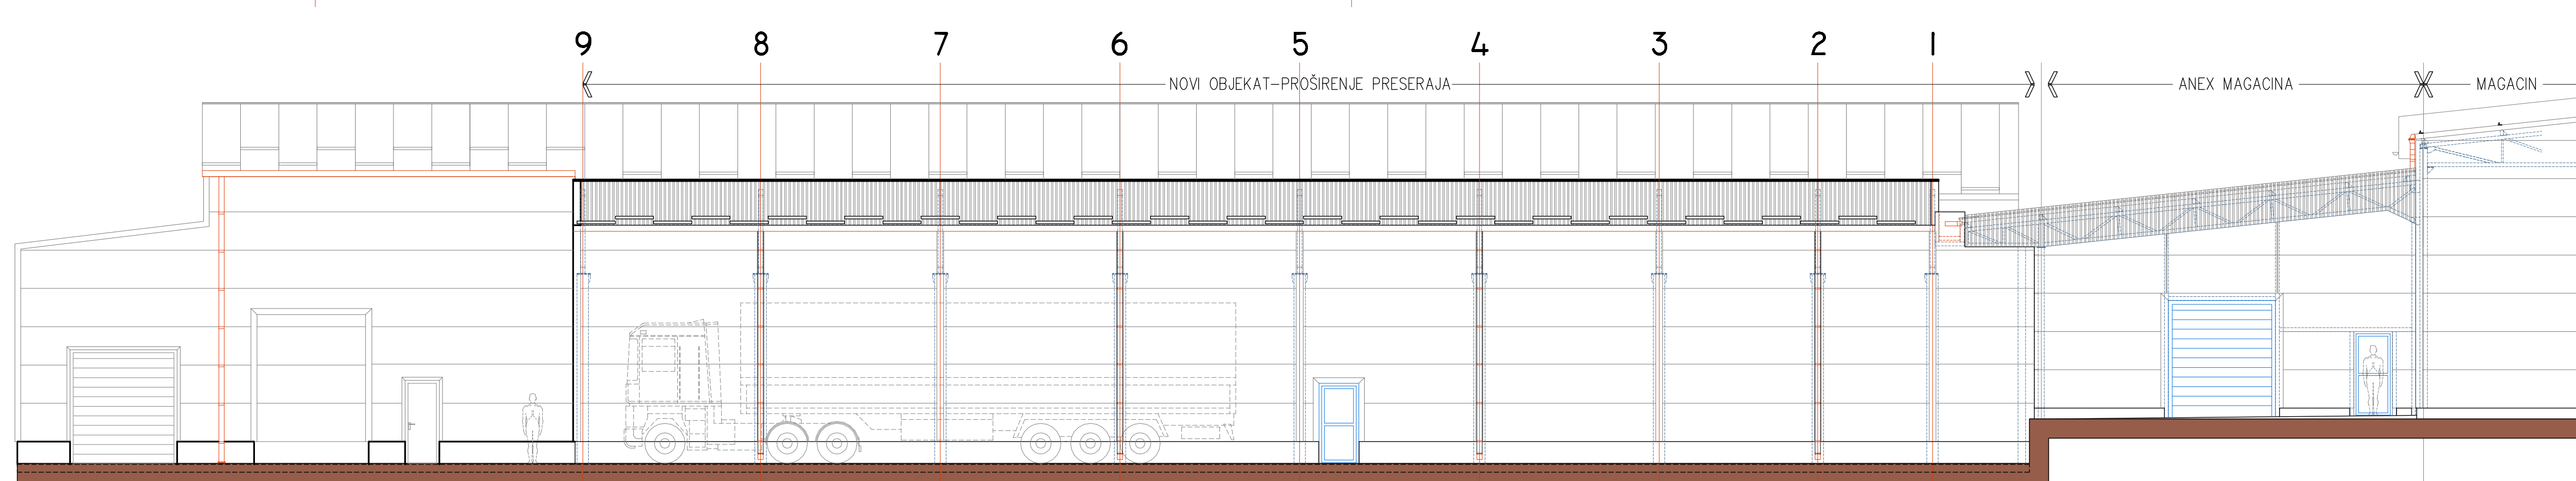 9 8 7 6 5 4 3 2 1
NOVI OBJEKAT-PROŠIRENJE PRESERAJA ANEX MAGACINA MAGACIN